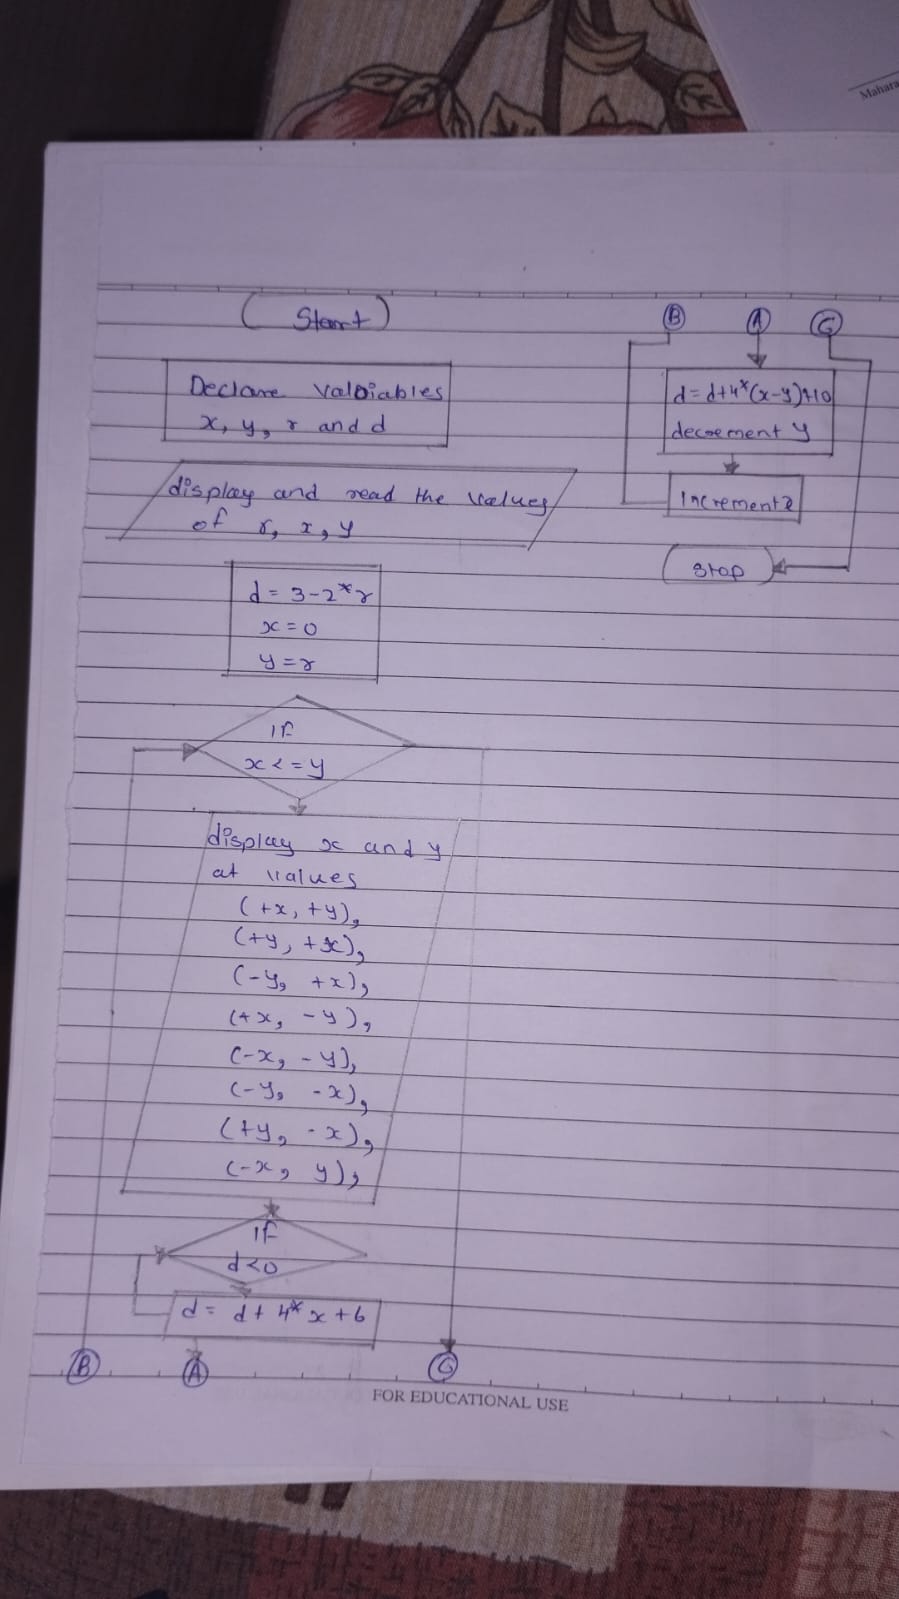 Mahara
Start
Declare valoiables
x, y, r and d
display and read the values
of r, x, y
d = 3-2*r
x = 0
y = r
If
x <= y
display x and y
at values
(+x, +y),
(+y, +x),
(-y, +x),
(+x, -y),
(-x, -y),
(-y, -x),
(+y, -x),
(-x, y),
If
d<0
d = d+ 4* x +6
B
A
G
B
A
G
d = d+4*(x-y)+10
decrement y
Stop
FOR EDUCATIONAL USE